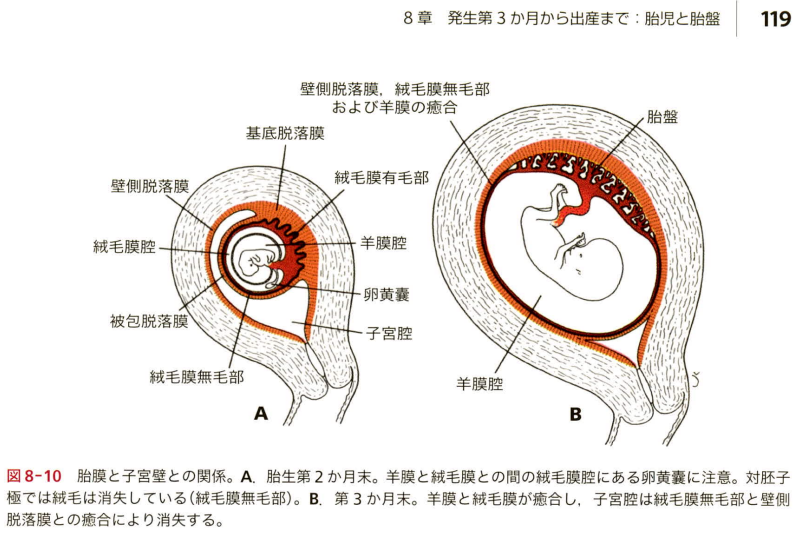 8 章　発生第 3 か月から出産まで：胎児と胎盤
119
壁側脱落膜，絨毛膜無毛部
および羊膜の癒合
胎盤
基底脱落膜
絨毛膜有毛部
壁側脱落膜
絨毛膜腔
羊膜腔
卵黄囊
被包脱落膜
子宮腔
絨毛膜無毛部
羊膜腔
A
B
図 8-10　胎膜と子宮壁との関係。A．胎生第 2 か月末。羊膜と絨毛膜との間の絨毛膜腔にある卵黄囊に注意。対胚子
極では絨毛は消失している（絨毛膜無毛部）。B．第 3 か月末。羊膜と絨毛膜が癒合し，子宮腔は絨毛膜無毛部と壁側
脱落膜との癒合により消失する。